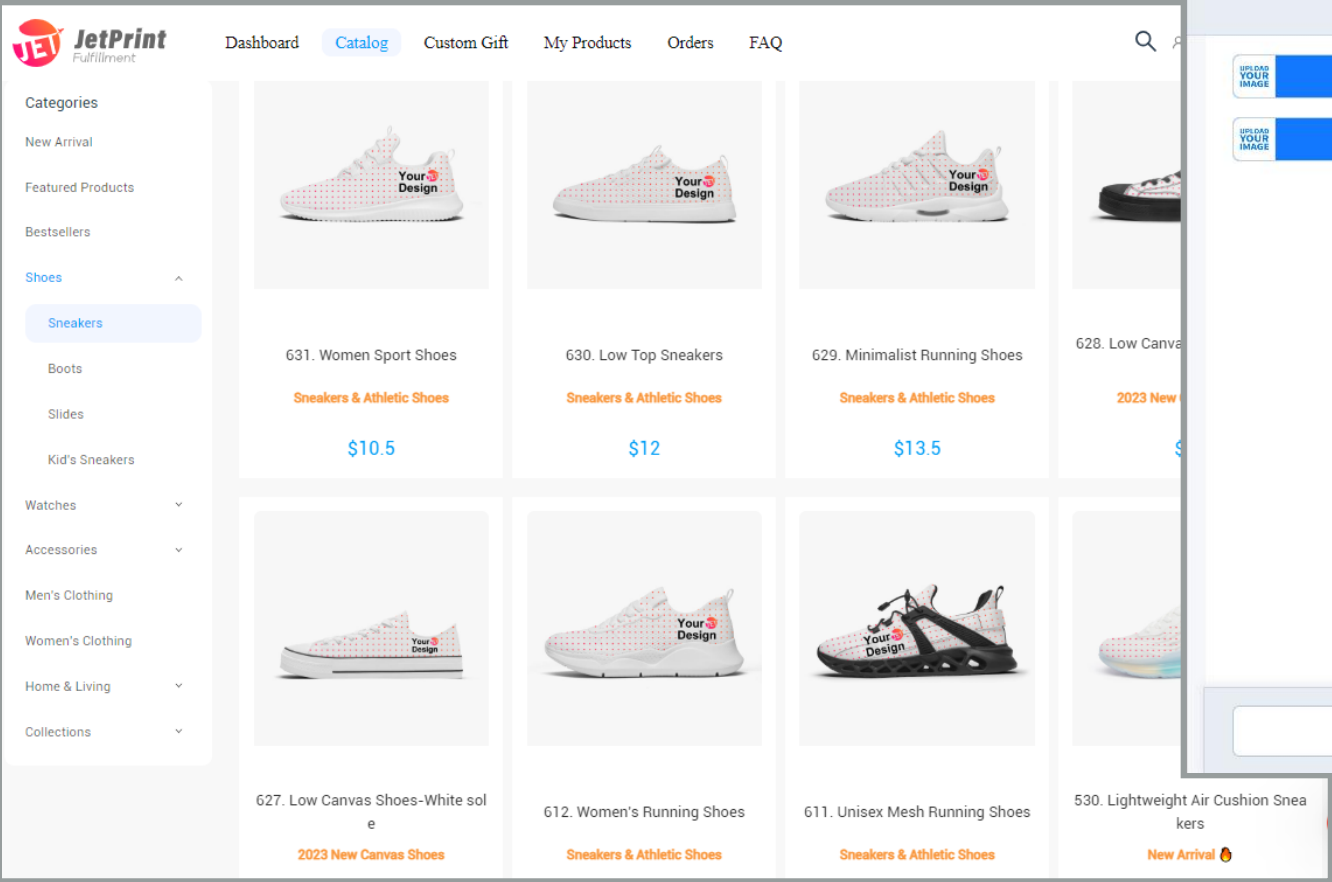 JET JetPrint
Fulfillment
Dashboard Catalog Custom Gift My Products Orders FAQ
Categories
New Arrival
Featured Products
Bestsellers
Shoes
Sneakers
Boots
Slides
Kid's Sneakers
Watches
Accessories
Men's Clothing
Women's Clothing
Home & Living
Collections
Your JET
Design
Your JET
Design
Your JET
Design
631. Women Sport Shoes
Sneakers & Athletic Shoes
$10.5
630. Low Top Sneakers
Sneakers & Athletic Shoes
$12
629. Minimalist Running Shoes
Sneakers & Athletic Shoes
$13.5
628. Low Canva
2023 New
$
Your JET
Design
Your JET
Design
Your JET
Design
627. Low Canvas Shoes-White sol
e
2023 New Canvas Shoes
612. Women's Running Shoes
Sneakers & Athletic Shoes
611. Unisex Mesh Running Shoes
Sneakers & Athletic Shoes
530. Lightweight Air Cushion Snea
kers
New Arrival 🔥
UPLOAD
YOUR
IMAGE
UPLOAD
YOUR
IMAGE